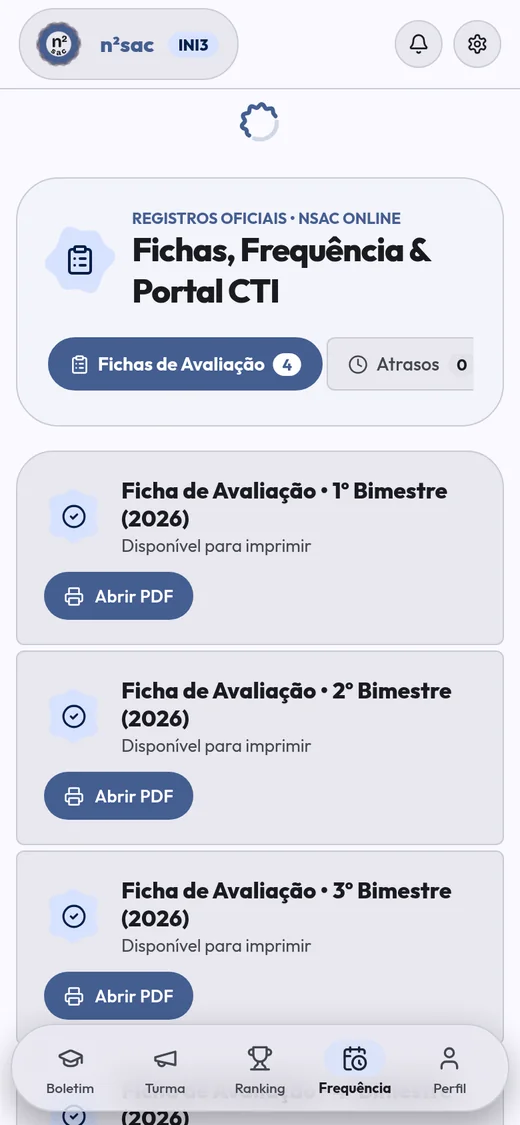 n²
sac
n²sac
INI3
REGISTROS OFICIAIS • NSAC ONLINE
Fichas, Frequência &
Portal CTI
Fichas de Avaliação 4
Atrasos 0
Ficha de Avaliação • 1º Bimestre
(2026)
Disponível para imprimir
Abrir PDF
Ficha de Avaliação • 2º Bimestre
(2026)
Disponível para imprimir
Abrir PDF
Ficha de Avaliação • 3º Bimestre
(2026)
Disponível para imprimir
Abrir PDF
Boletim
Turma
Ranking
Frequência
Perfil
(2026)